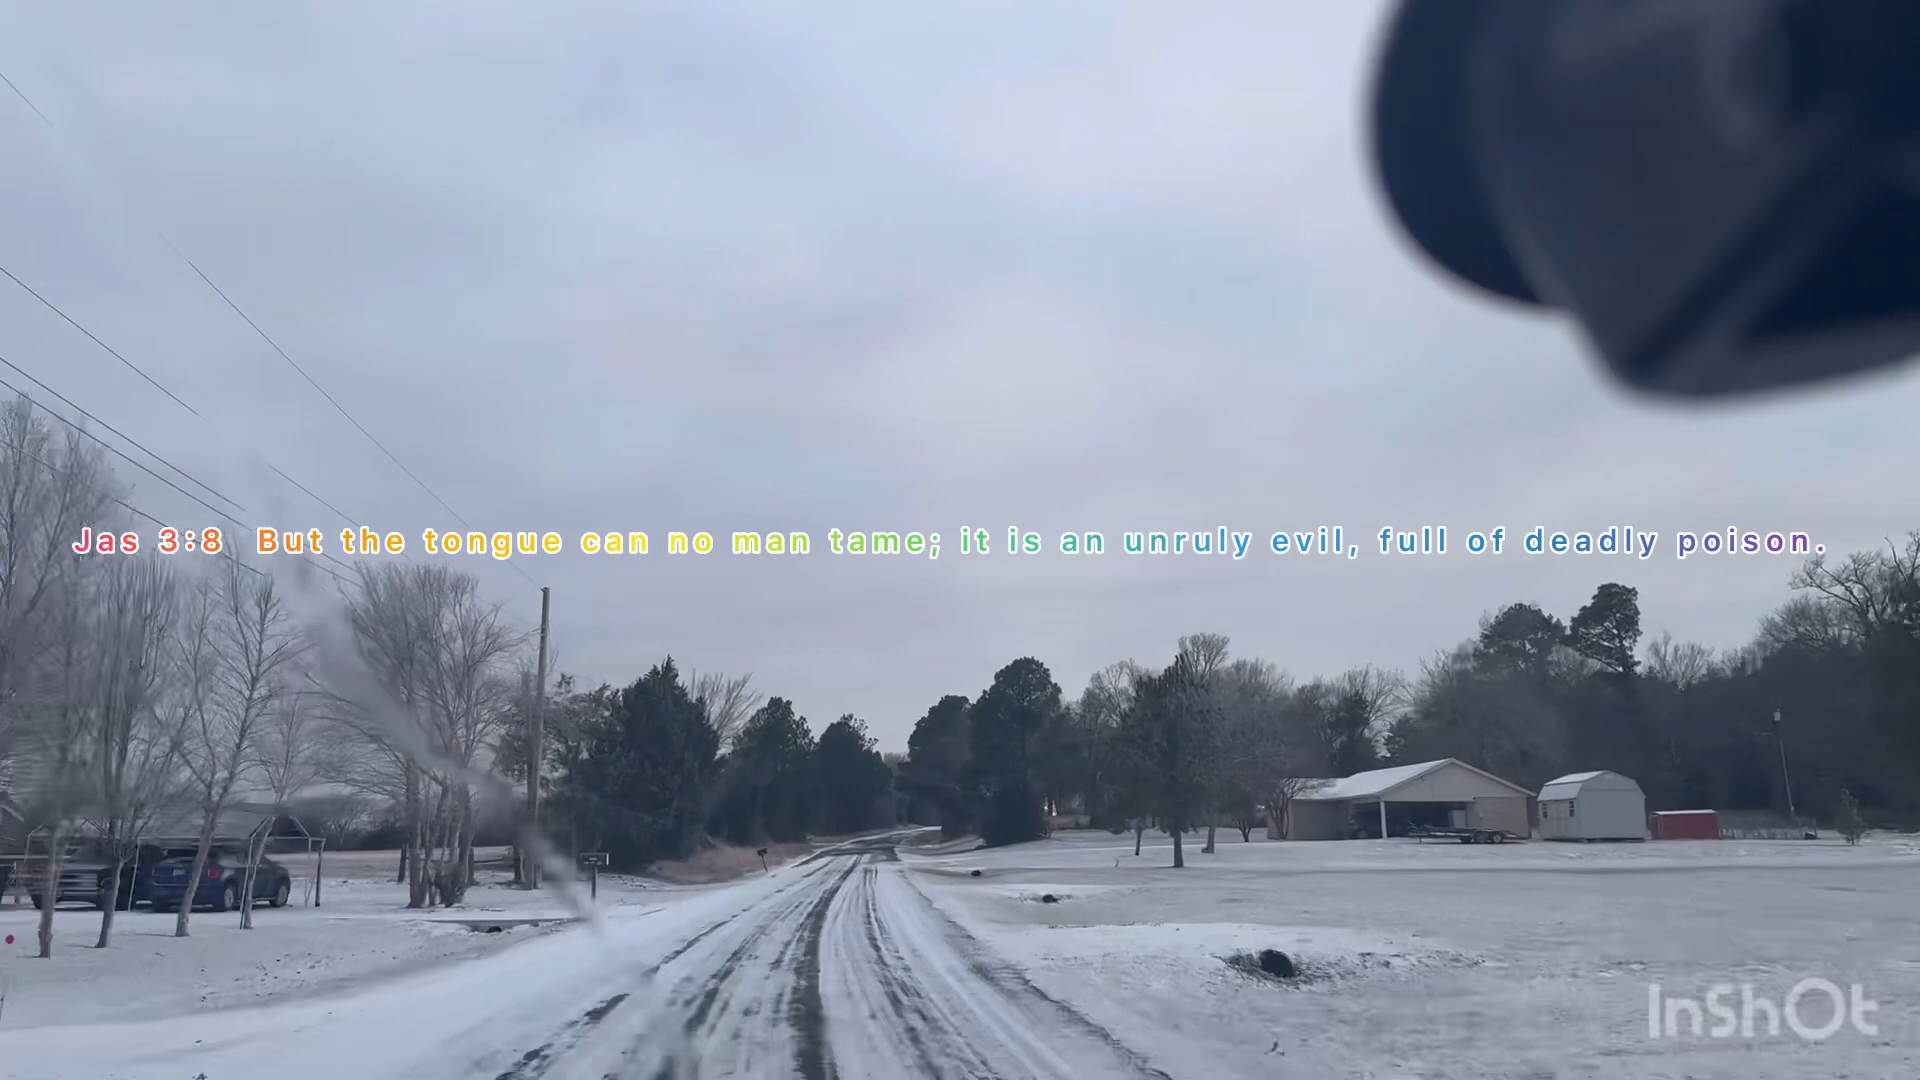 Jas 3:8  But the tongue can no man tame; it is an unruly evil, full of deadly poison.
InShOt